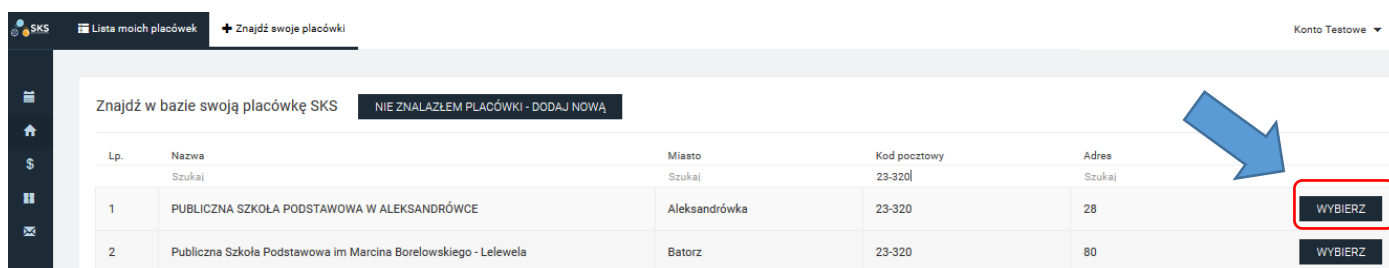 SKS Lista moich placówek Znajdź swoje placówki Konto Testowe
Znajdź w bazie swoją placówkę SKS NIE ZNALAZŁEM PLACÓWKI - DODAJ NOWĄ
Lp. Nazwa Miasto Kod pocztowy Adres
Szukaj Szukaj 23-320 Szukaj
1 PUBLICZNA SZKOŁA PODSTAWOWA W ALEKSANDRÓWCE Aleksandrówka 23-320 28 WYBIERZ
2 Publiczna Szkoła Podstawowa im Marcina Borelowskiego - Lelewela Batorz 23-320 80 WYBIERZ